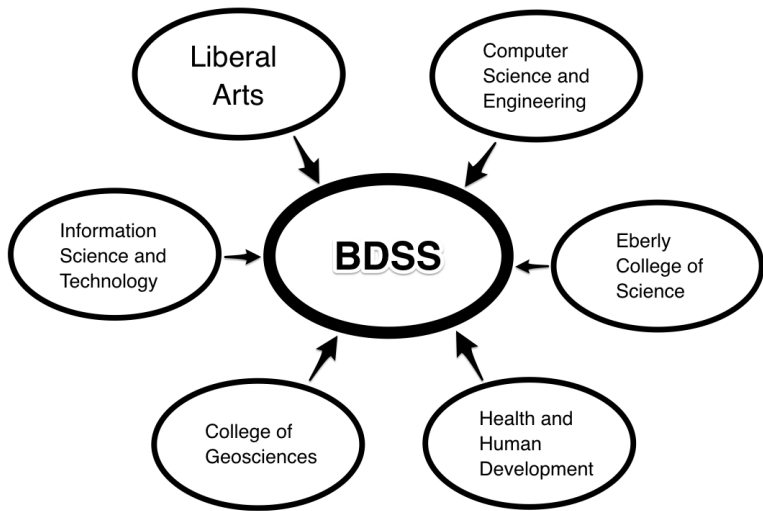 Liberal
Arts
Computer
Science and
Engineering
Information
Science and
Technology
BDSS
Eberly
College of
Science
College of
Geosciences
Health and
Human
Development